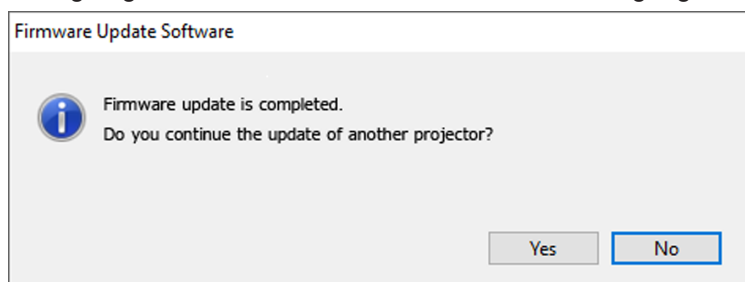 Firmware Update Software
Firmware update is completed.
Do you continue the update of another projector?
Yes
No